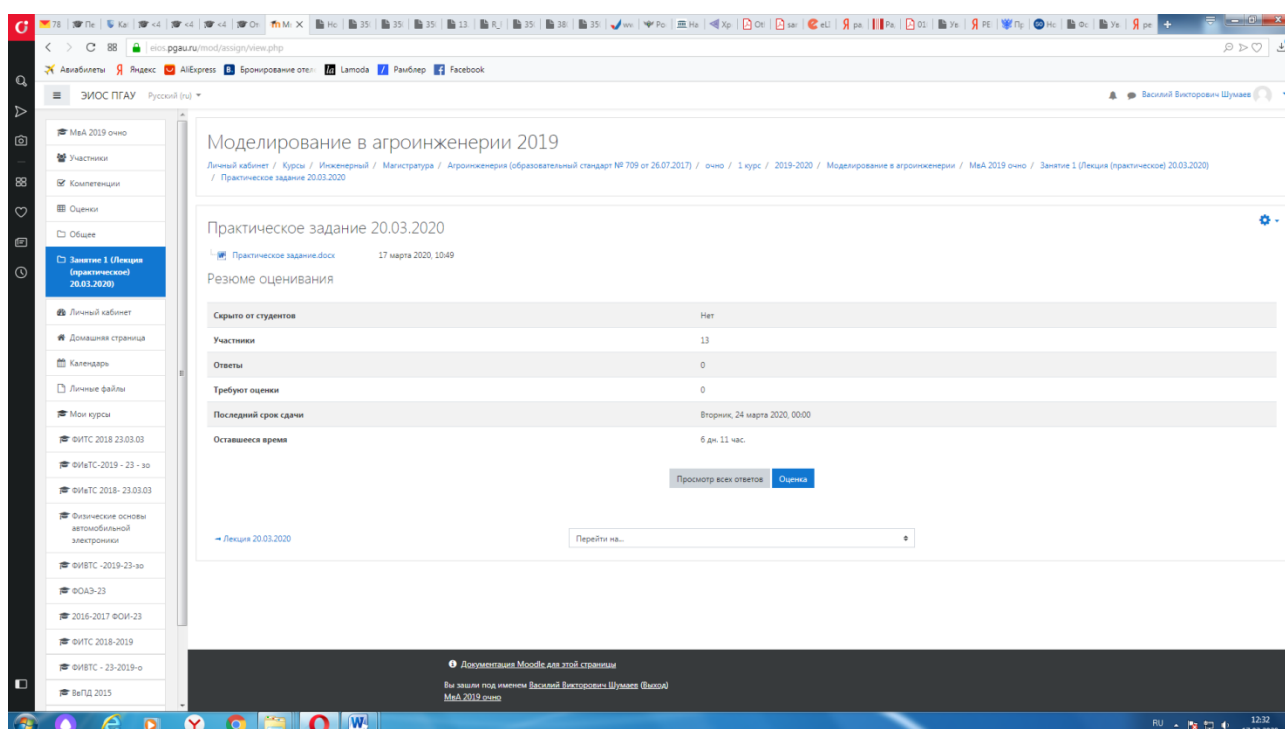 eios.pgau.ru/mod/assign/view.php
Авиабилеты Яндекс AliExpress Бронирование отел Lamoda Рамблер Facebook
ЭИОС ПГАУ Русский (ru)
Василий Викторович Шумаев
МвА 2019 очно
Участники
Компетенции
Оценки
Общее
Занятие 1 (Лекция
(практическое)
20.03.2020)
Личный кабинет
Домашняя страница
Календарь
Личные файлы
Мои курсы
ФИТС 2018 23.03.03
ФИвТС-2019 - 23 - зо
ФИвТС 2018- 23.03.03
Физические основы
автомобильной
электроники
ФИВТС -2019-23-зо
ФОАЭ-23
2016-2017 ФОИ-23
ФИТС 2018-2019
ФИВТС - 23-2019-о
ВвПД 2015
Моделирование в агроинженерии 2019
Личный кабинет / Курсы / Инженерный / Магистратура / Агроинженерия (образовательный стандарт № 709 от 26.07.2017) / очно / 1 курс / 2019-2020 / Моделирование в агроинженерии / МвА 2019 очно / Занятие 1 (Лекция (практическое) 20.03.2020)
/ Практическое задание 20.03.2020
Практическое задание 20.03.2020
Практическое задание.docx 17 марта 2020, 10:49
Резюме оценивания
Скрыто от студентов Нет
Участники 13
Ответы 0
Требуют оценки 0
Последний срок сдачи Вторник, 24 марта 2020, 00:00
Оставшееся время 6 дн. 11 час.
Просмотр всех ответов Оценка
→ Лекция 20.03.2020 Перейти на...
Документация Moodle для этой страницы
Вы зашли под именем Василий Викторович Шумаев (Выход)
МвА 2019 очно
RU 12:32